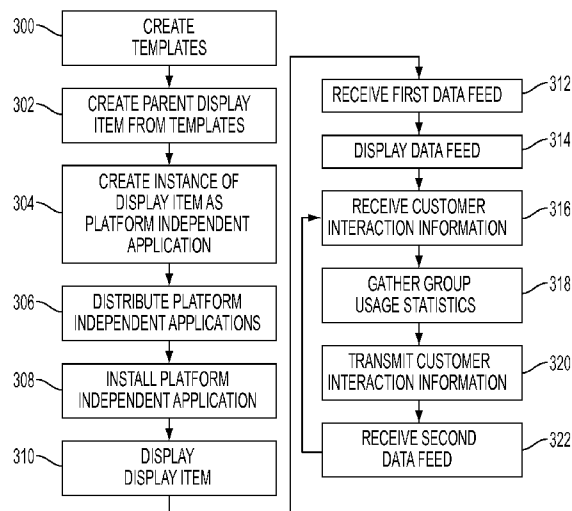 300
CREATE
TEMPLATES
302
CREATE PARENT DISPLAY
ITEM FROM TEMPLATES
304
CREATE INSTANCE OF
DISPLAY ITEM AS
PLATFORM INDEPENDENT
APPLICATION
306
DISTRIBUTE PLATFORM
INDEPENDENT APPLICATIONS
308
INSTALL PLATFORM
INDEPENDENT APPLICATION
310
DISPLAY
DISPLAY ITEM
RECEIVE FIRST DATA FEED
312
DISPLAY DATA FEED
314
RECEIVE CUSTOMER
INTERACTION INFORMATION
316
GATHER GROUP
USAGE STATISTICS
318
TRANSMIT CUSTOMER
INTERACTION INFORMATION
320
RECEIVE SECOND
DATA FEED
322